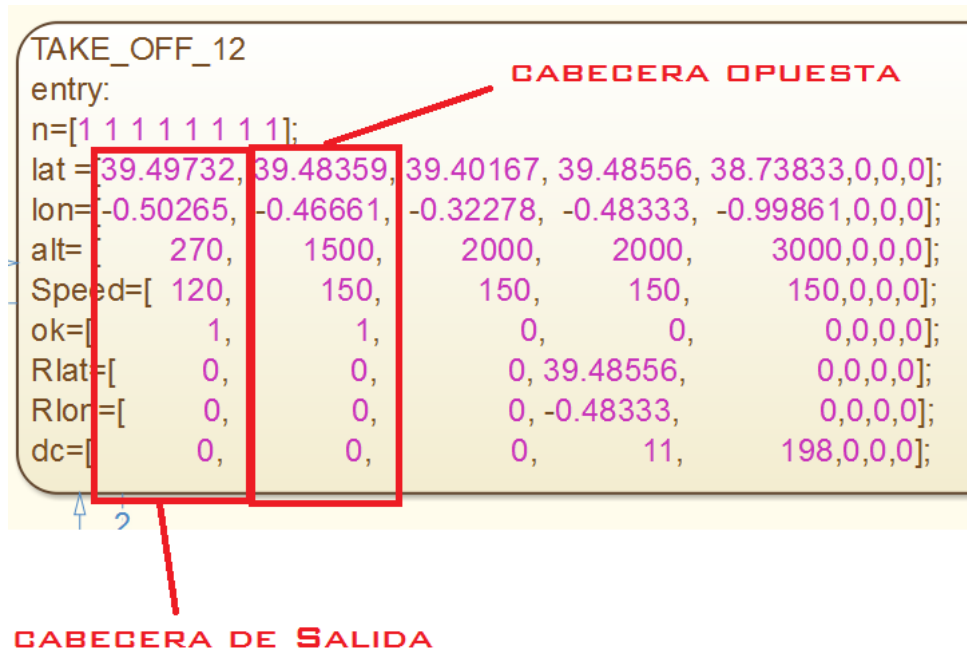 TAKE_OFF_12
CABECERA OPUESTA
entry:
n=[1 1 1 1 1 1 1 1];
lat =[39.49732, 39.48359, 39.40167, 39.48556, 38.73833,0,0,0];
lon=[-0.50265, -0.46661, -0.32278, -0.48333, -0.99861,0,0,0];
alt= [ 270, 1500, 2000, 2000, 3000,0,0,0];
Speed=[ 120, 150, 150, 150, 150,0,0,0];
ok=[ 1, 1, 0, 0, 0,0,0,0];
Rlat=[ 0, 0, 0, 39.48556, 0,0,0,0];
Rlon=[ 0, 0, 0, -0.48333, 0,0,0,0];
dc=[ 0, 0, 0, 11, 198,0,0,0];
2
CABECERA DE SALIDA